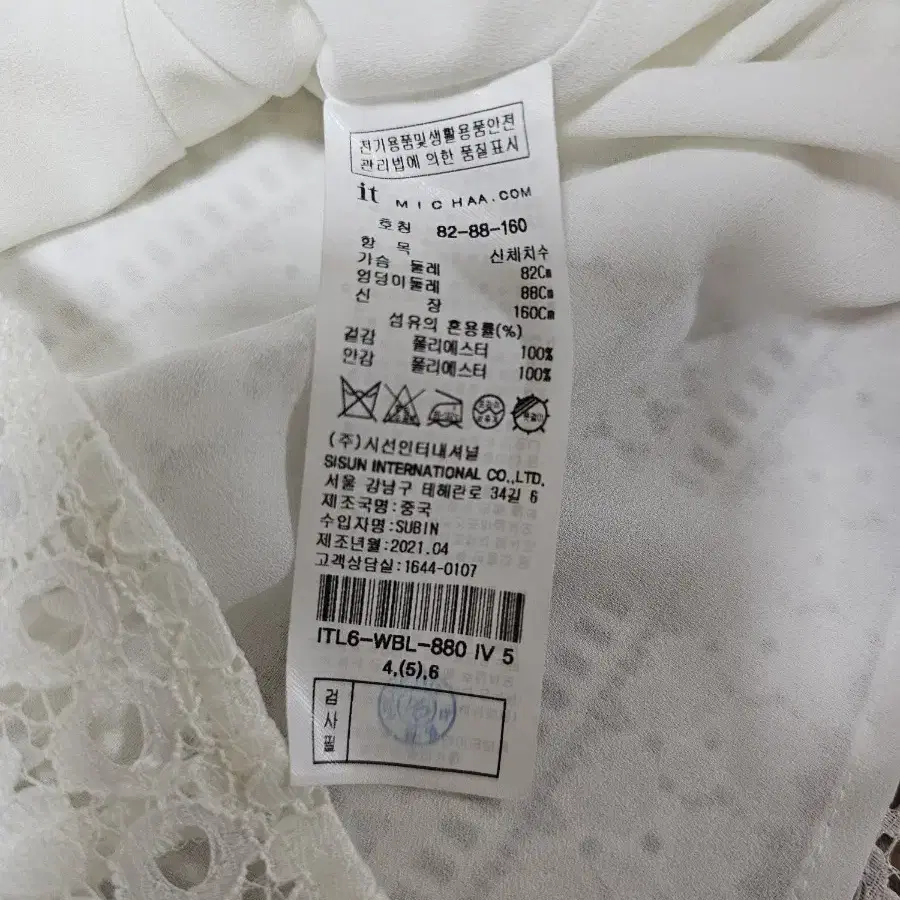 전기용품및생활용품안전
관리법에 의한 품질표시
it MICHAA.COM
호칭 82-88-160
항 목 신체치수
가슴 둘레 82Cm
엉덩이둘레 88Cm
신 장 160Cm
섬유의 혼용률(%)
겉감 폴리에스터 100%
안감 폴리에스터 100%
(주)시선인터내셔널
SISUN INTERNATIONAL CO.,LTD.
서울 강남구 테헤란로 34길 6
제조국명:중국
수입자명:SUBIN
제조년월:2021.04
고객상담실:1644-0107
ITL6-WBL-880 IV 5
4,(5),6
검사필